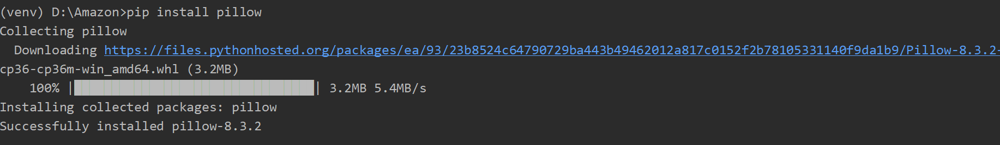 (venv) D:\Amazon>pip install pillow
Collecting pillow
  Downloading https://files.pythonhosted.org/packages/ea/93/23b8524c64790729ba443b49462012a817c0152f2b78105331140f9da1b9/Pillow-8.3.2-
cp36-cp36m-win_amd64.whl (3.2MB)
    100% |████████████████████████████████| 3.2MB 5.4MB/s
Installing collected packages: pillow
Successfully installed pillow-8.3.2